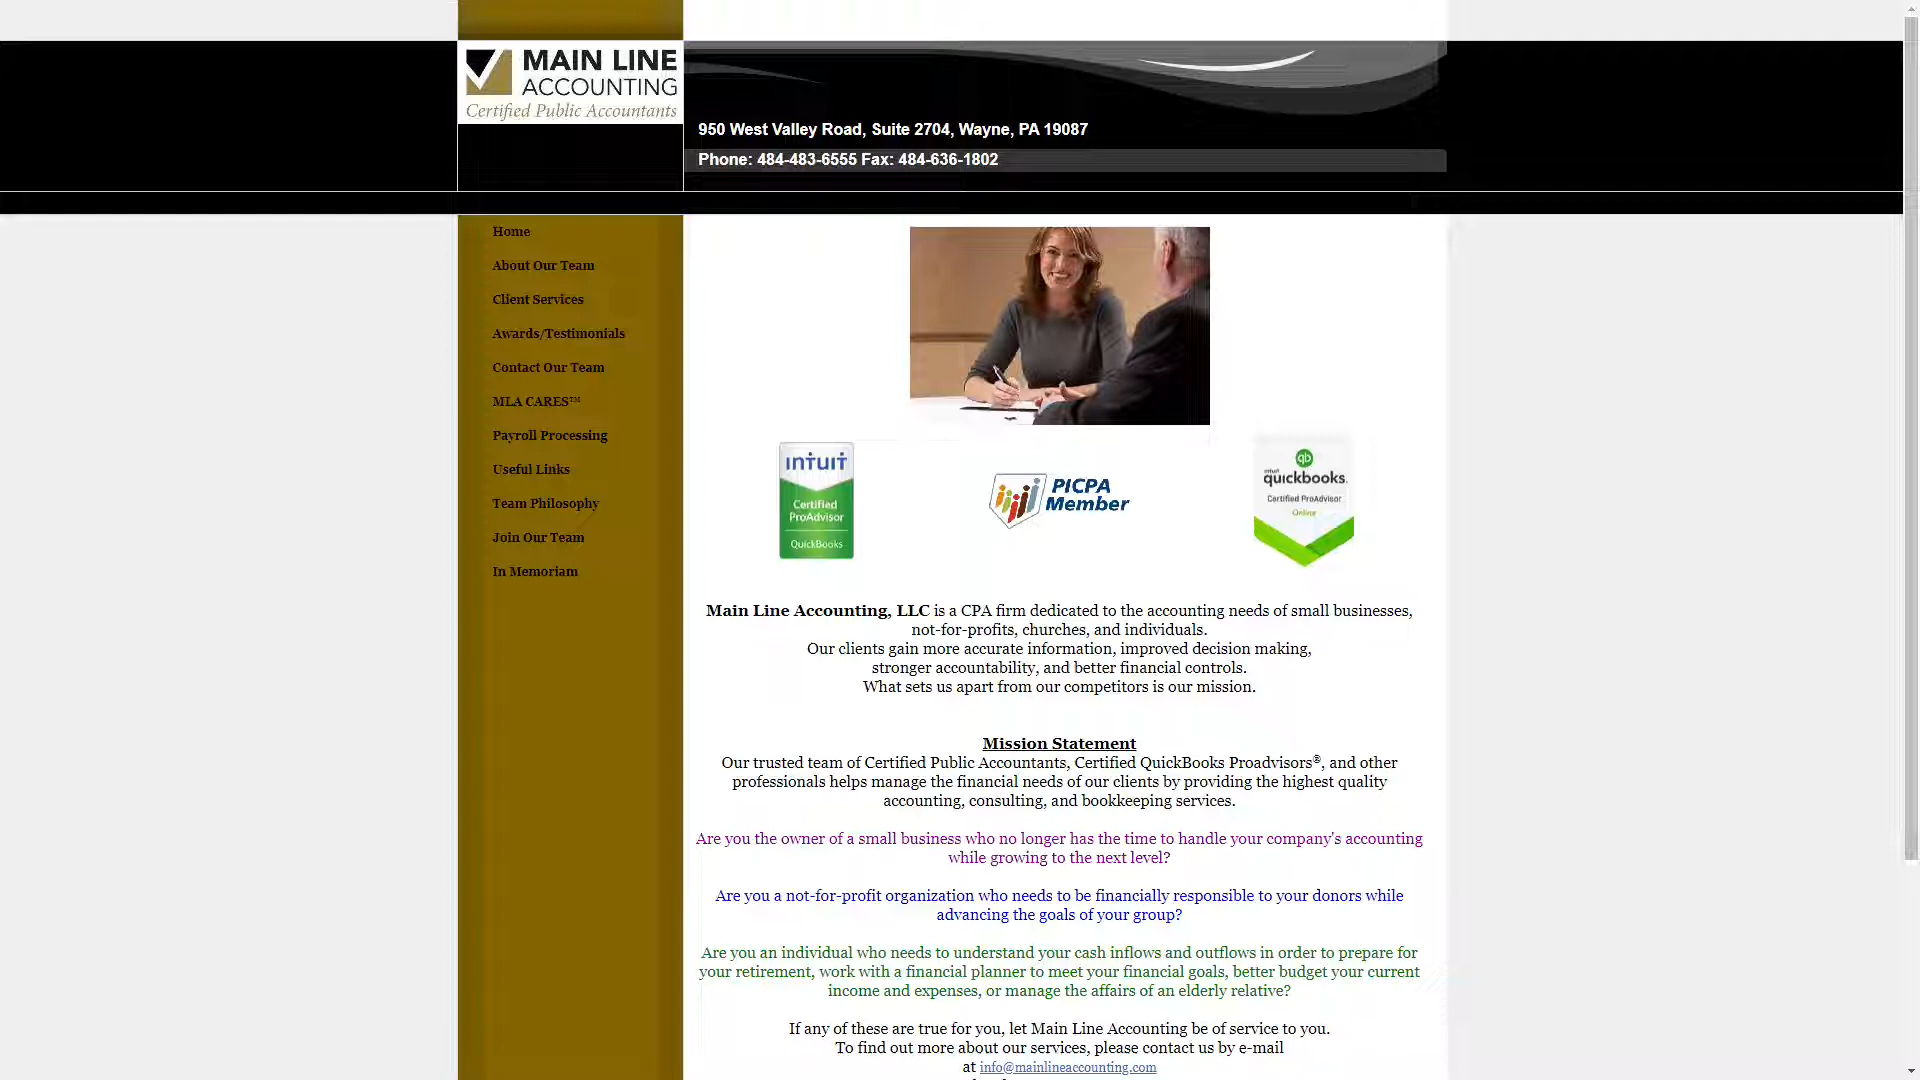 MAIN LINE
ACCOUNTING
Certified Public Accountants
950 West Valley Road, Suite 2704, Wayne, PA 19087
Phone: 484-483-6555 Fax: 484-636-1802
Home
About Our Team
Client Services
Awards/Testimonials
Contact Our Team
MLA CARES™
Payroll Processing
Useful Links
Team Philosophy
Join Our Team
In Memoriam
INTUIT
Certified
ProAdvisor
QuickBooks
PICPA
Member
qb
intuit
quickbooks.
Certified ProAdvisor
Online
Main Line Accounting, LLC is a CPA firm dedicated to the accounting needs of small businesses,
not-for-profits, churches, and individuals.
Our clients gain more accurate information, improved decision making,
stronger accountability, and better financial controls.
What sets us apart from our competitors is our mission.
Mission Statement
Our trusted team of Certified Public Accountants, Certified QuickBooks Proadvisors®, and other
professionals helps manage the financial needs of our clients by providing the highest quality
accounting, consulting, and bookkeeping services.
Are you the owner of a small business who no longer has the time to handle your company's accounting
while growing to the next level?
Are you a not-for-profit organization who needs to be financially responsible to your donors while
advancing the goals of your group?
Are you an individual who needs to understand your cash inflows and outflows in order to prepare for
your retirement, work with a financial planner to meet your financial goals, better budget your current
income and expenses, or manage the affairs of an elderly relative?
If any of these are true for you, let Main Line Accounting be of service to you.
To find out more about our services, please contact us by e-mail
at info@mainlineaccounting.com